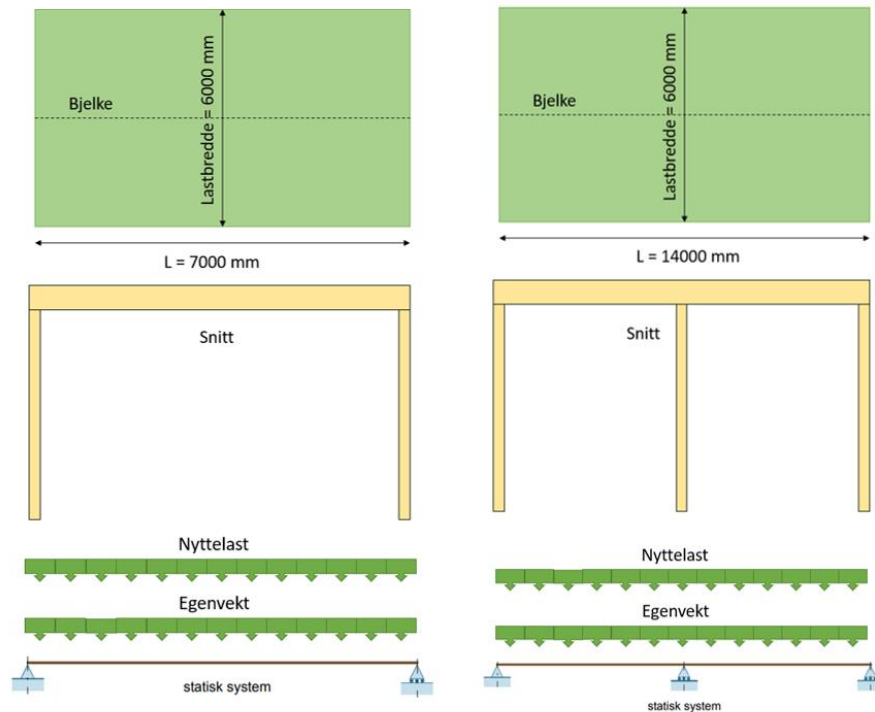 Bjelke
Lastbredde = 6000 mm
L = 7000 mm
Snitt
Nyttelast
Egenvekt
statisk system
Bjelke
Lastbredde = 6000 mm
L = 14000 mm
Snitt
Nyttelast
Egenvekt
statisk system